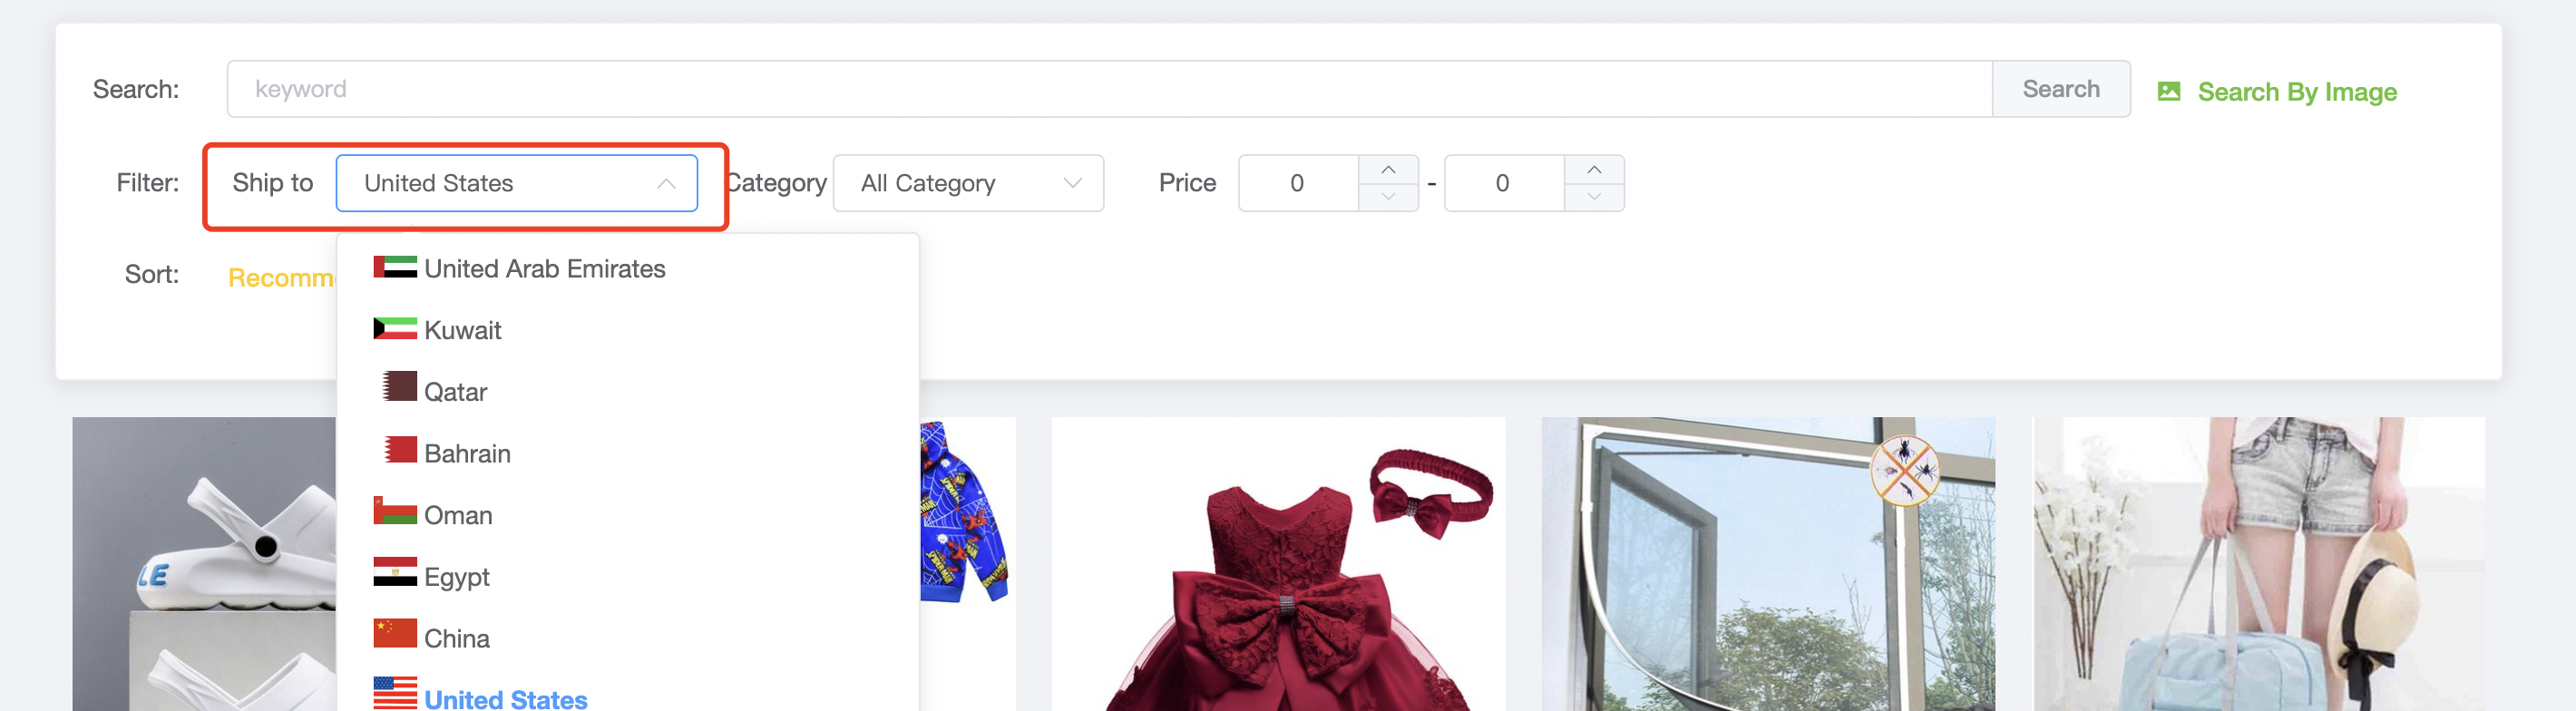 Search:
keyword
Search
Search By Image
Filter:
Ship to
United States
Category
All Category
Price
0
-
0
Sort:
Recomm
United Arab Emirates
Kuwait
Qatar
Bahrain
Oman
Egypt
China
United States
LE